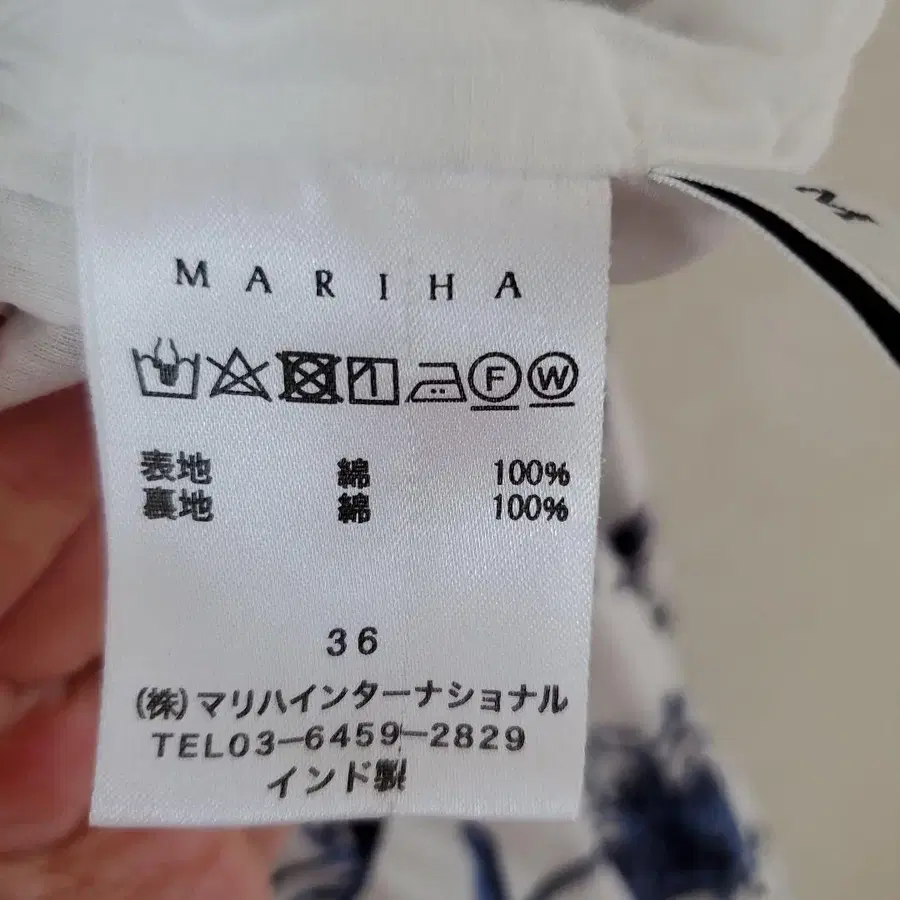 MARIHA
F W
表地 綿 100%
裏地 綿 100%
36
(株)マリハインターナショナル
TEL03-6459-2829
インド製